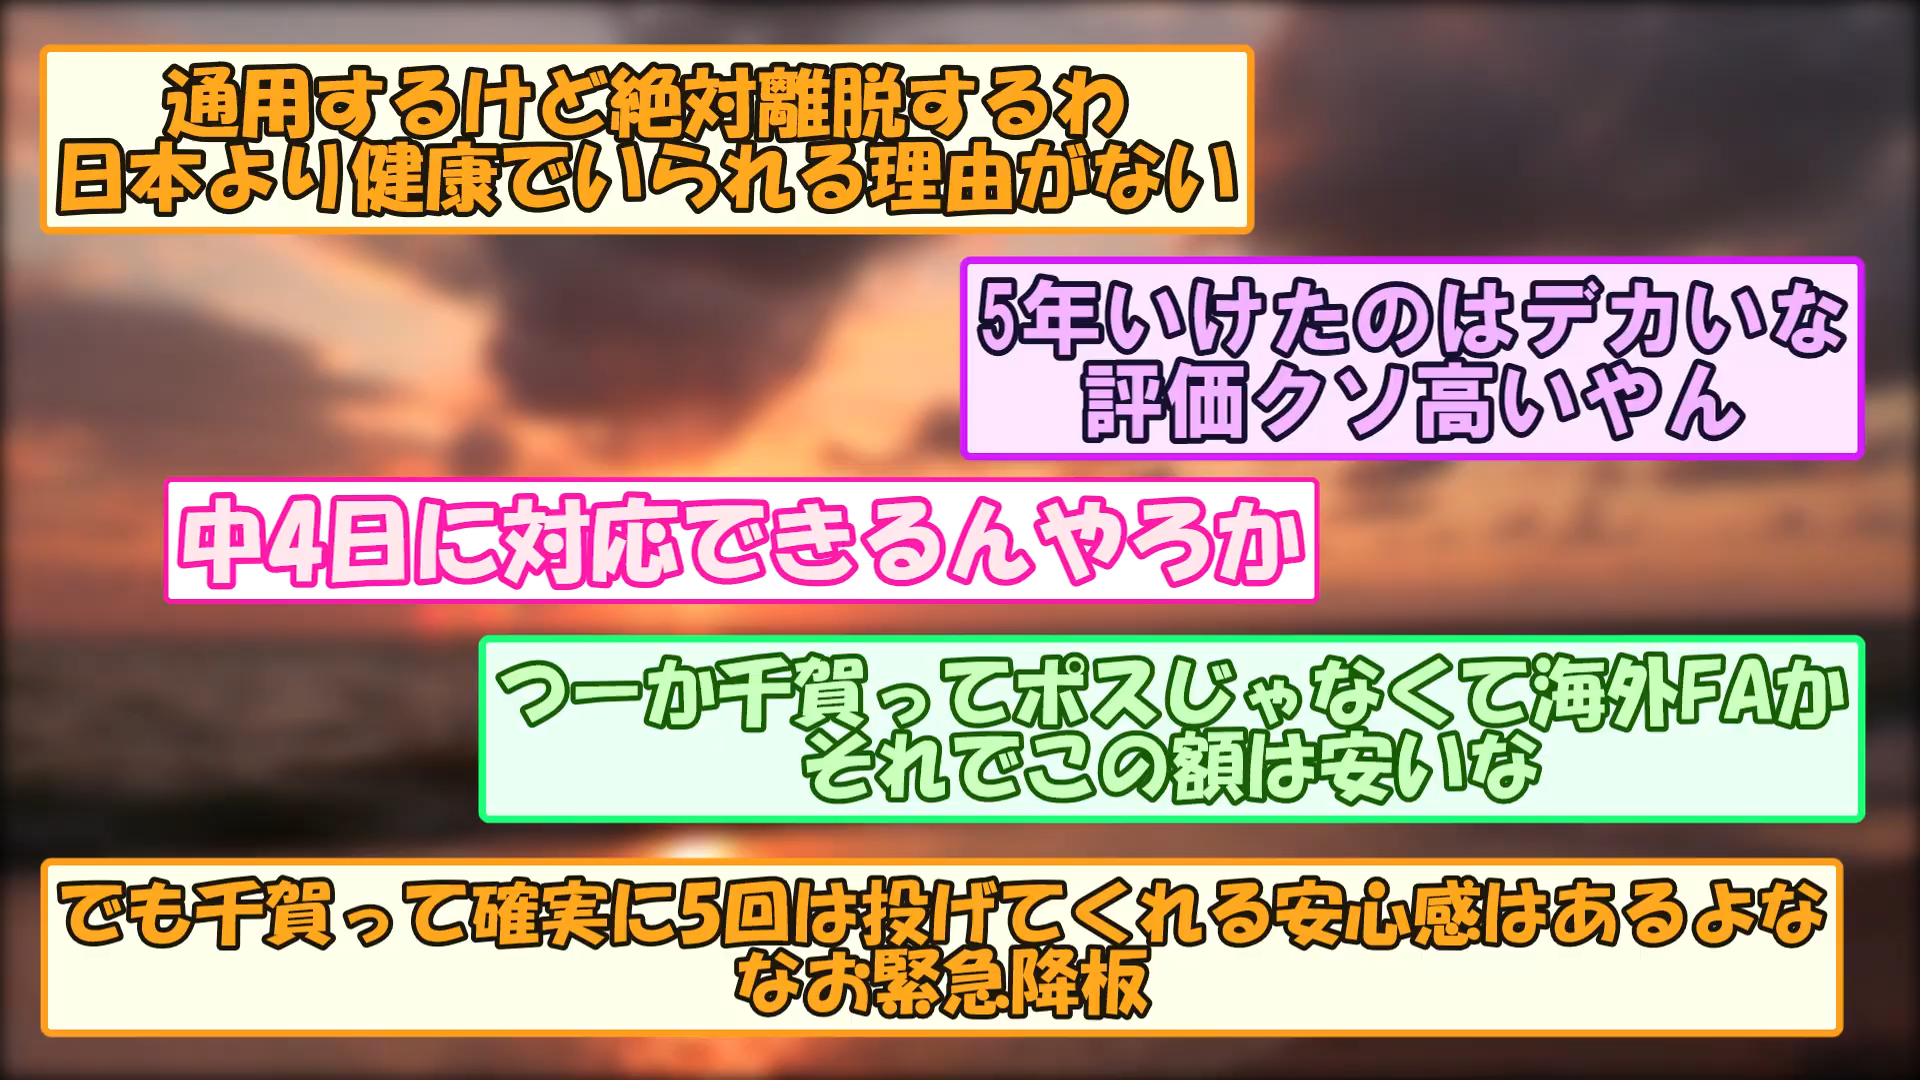 通用するけど絶対離脱するわ
日本より健康でいられる理由がない
5年いけたのはデカいな
評価クソ高いやん
中4日に対応できるんやろか
つーか千賀ってポスじゃなくて海外FAか
それでこの額は安いな
でも千賀って確実に5回は投げてくれる安心感はあるよな
なお緊急降板